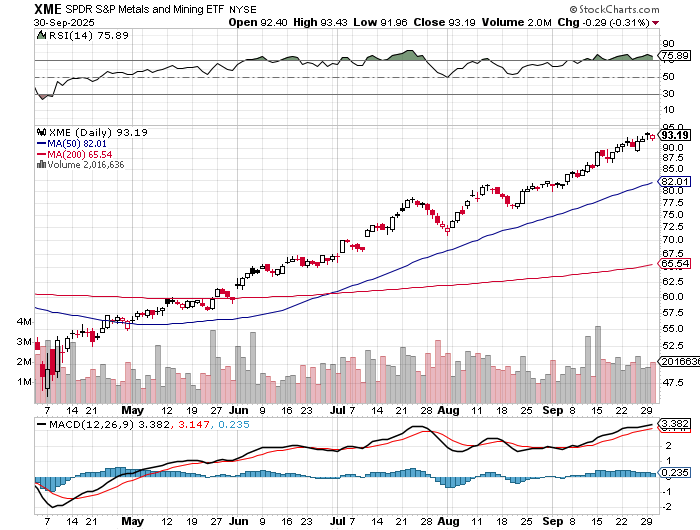 XME SPDR S&P Metals and Mining ETF NYSE © StockCharts.com
30-Sep-2025 Open 92.40 High 93.43 Low 91.96 Close 93.19 Volume 2.0M Chg -0.29 (-0.31%)
RSI(14) 75.89
90
75.89
70
50
30
10
XME (Daily) 93.19
MA(50) 82.01
MA(200) 65.54
Volume 2,016,636
95.0
93.19
90.0
87.5
85.0
82.01
80.0
77.5
75.0
72.5
70.0
67.5
65.54
62.5
60.0
57.5
55.0
52.5
2016636
47.5
4M
3M
2M
1M
7 14 21 May 12 19 27 Jun 9 16 23 Jul 7 14 21 28 Aug 11 18 25 Sep 8 15 22 29
MACD(12,26,9) 3.382, 3.147, 0.235
3.382
2
1
0.235
-1
-2
7 14 21 May 12 19 27 Jun 9 16 23 Jul 7 14 21 28 Aug 11 18 25 Sep 8 15 22 29